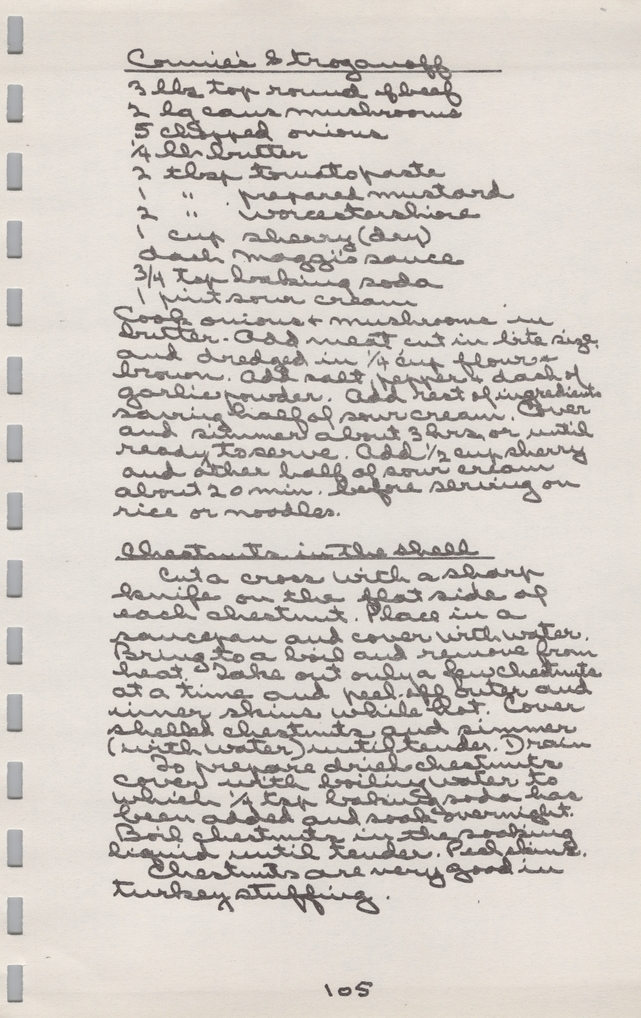 Connie's Stroganoff
3 lbs top round of beef
2 lg cans mushrooms
5 chopped onions
1/4 lb butter
2 tbsp tomato paste
1 " prepared mustard
2 " Worcestershire
1 cup sherry (dry)
dash Maggi's sauce
3/4 tsp baking soda
1 pint sour cream
Cook onions + mushrooms in
butter. Add meat cut in bite size,
and dredged in 1/4 cup flour +
brown. Add salt, pepper + dash of
garlic powder. Add rest of ingredients
saving half of sour cream. Cover
and simmer about 3 hrs, or until
ready to serve. Add 1/2 cup sherry
and other half of sour cream
about 20 min. before serving on
rice or noodles.
Chestnuts in the shell
Cut a cross with a sharp
knife on the flat side of
each chestnut. Place in a
saucepan and cover with water.
Bring to a boil and remove from
heat. Take out only a few chestnuts
at a time and peel off outer and
inner skins while hot. Cover
shelled chestnuts and simmer
(with water) until tender. Drain
To prepare dried chestnuts
cover with boiling water to
which 1/4 tsp baking soda has
been added and soak overnight.
Boil chestnuts in the soaking
liquid until tender. Peel skins.
Chestnuts are very good in
turkey stuffing.
105